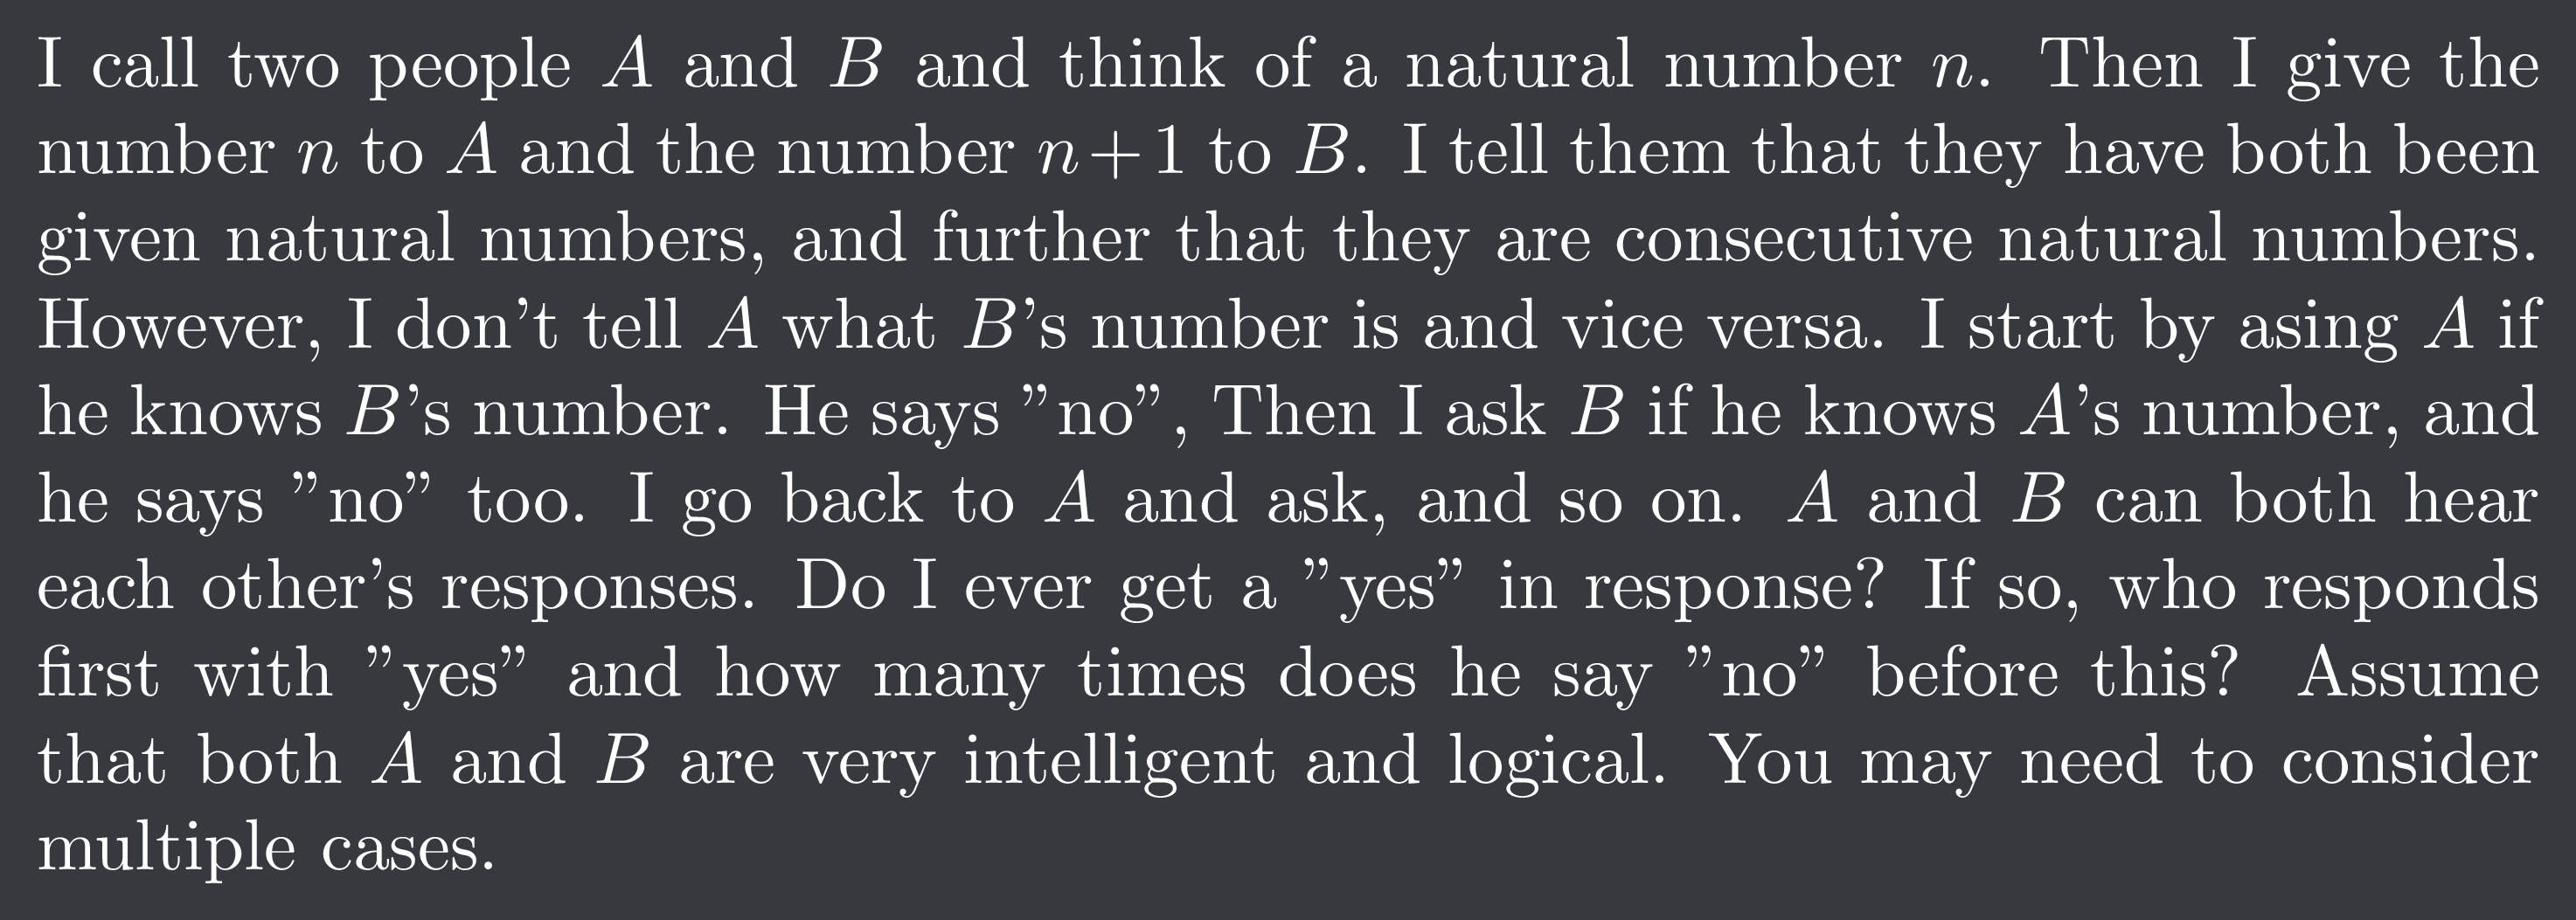 I call two people A and B and think of a natural number n. Then I give the
number n to A and the number n+1 to B. I tell them that they have both been
given natural numbers, and further that they are consecutive natural numbers.
However, I don't tell A what B's number is and vice versa. I start by asing A if
he knows B's number. He says ”no”, Then I ask B if he knows A's number, and
he says ”no” too. I go back to A and ask, and so on. A and B can both hear
each other's responses. Do I ever get a ”yes” in response? If so, who responds
first with ”yes” and how many times does he say ”no” before this? Assume
that both A and B are very intelligent and logical. You may need to consider
multiple cases.